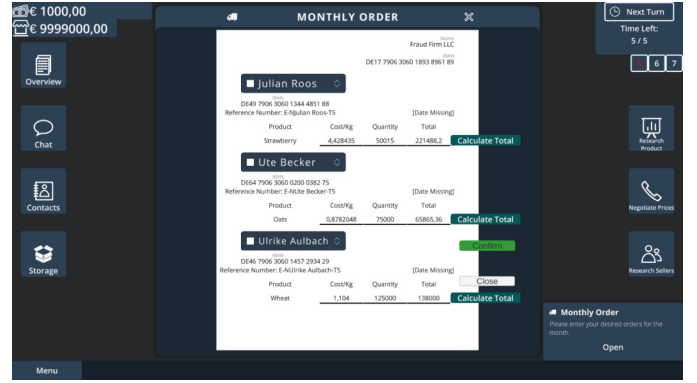 € 1000,00
€ 9999000,00
MONTHLY ORDER
Next Turn
Time Left:
5 / 5
5 6 7
Name
Fraud Firm LLC
IBAN
DE17 7906 3060 1893 8961 89
Overview
Chat
Contacts
Storage
Julian Roos
IBAN
DE49 7906 3060 1344 4851 88
Reference Number: E-NJulian Roos-T5 [Date Missing]
Product Cost/Kg Quantity Total
Strawberry 4,428435 50015 221488,2 Calculate Total
Ute Becker
IBAN
DE64 7906 3060 0200 0382 75
Reference Number: E-NUte Becker-T5 [Date Missing]
Product Cost/Kg Quantity Total
Oats 0,8782048 75000 65865,36 Calculate Total
Ulrike Aulbach
Confirm
IBAN
DE46 7906 3060 1457 2934 29
Reference Number: E-NUlrike Aulbach-T5 [Date Missing]
Close
Product Cost/Kg Quantity Total
Wheat 1,104 125000 138000 Calculate Total
Research Product
Negotiate Prices
Research Sellers
Monthly Order
Please enter your desired orders for the
month.
Open
Menu